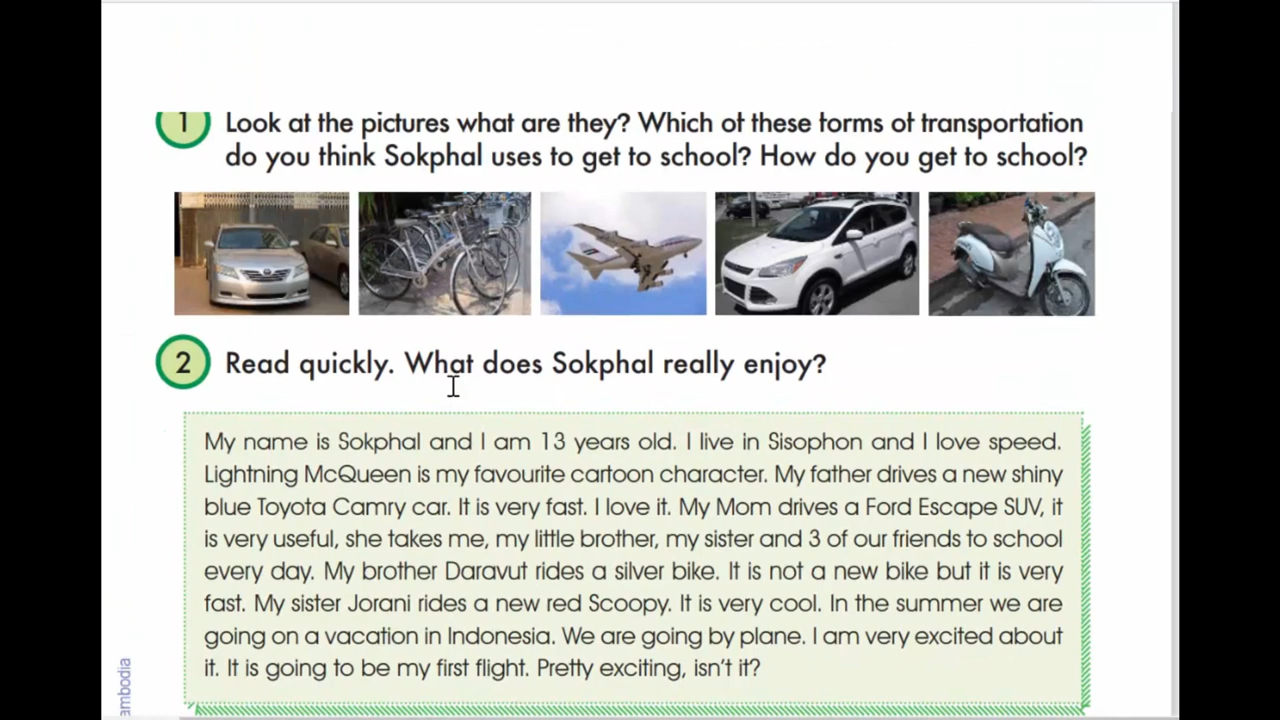 1 Look at the pictures what are they? Which of these forms of transportation
do you think Sokphal uses to get to school? How do you get to school?
2 Read quickly. What does Sokphal really enjoy?
My name is Sokphal and I am 13 years old. I live in Sisophon and I love speed.
Lightning McQueen is my favourite cartoon character. My father drives a new shiny
blue Toyota Camry car. It is very fast. I love it. My Mom drives a Ford Escape SUV, it
is very useful, she takes me, my little brother, my sister and 3 of our friends to school
every day. My brother Daravut rides a silver bike. It is not a new bike but it is very
fast. My sister Jorani rides a new red Scoopy. It is very cool. In the summer we are
going on a vacation in Indonesia. We are going by plane. I am very excited about
it. It is going to be my first flight. Pretty exciting, isn't it?
ambodia